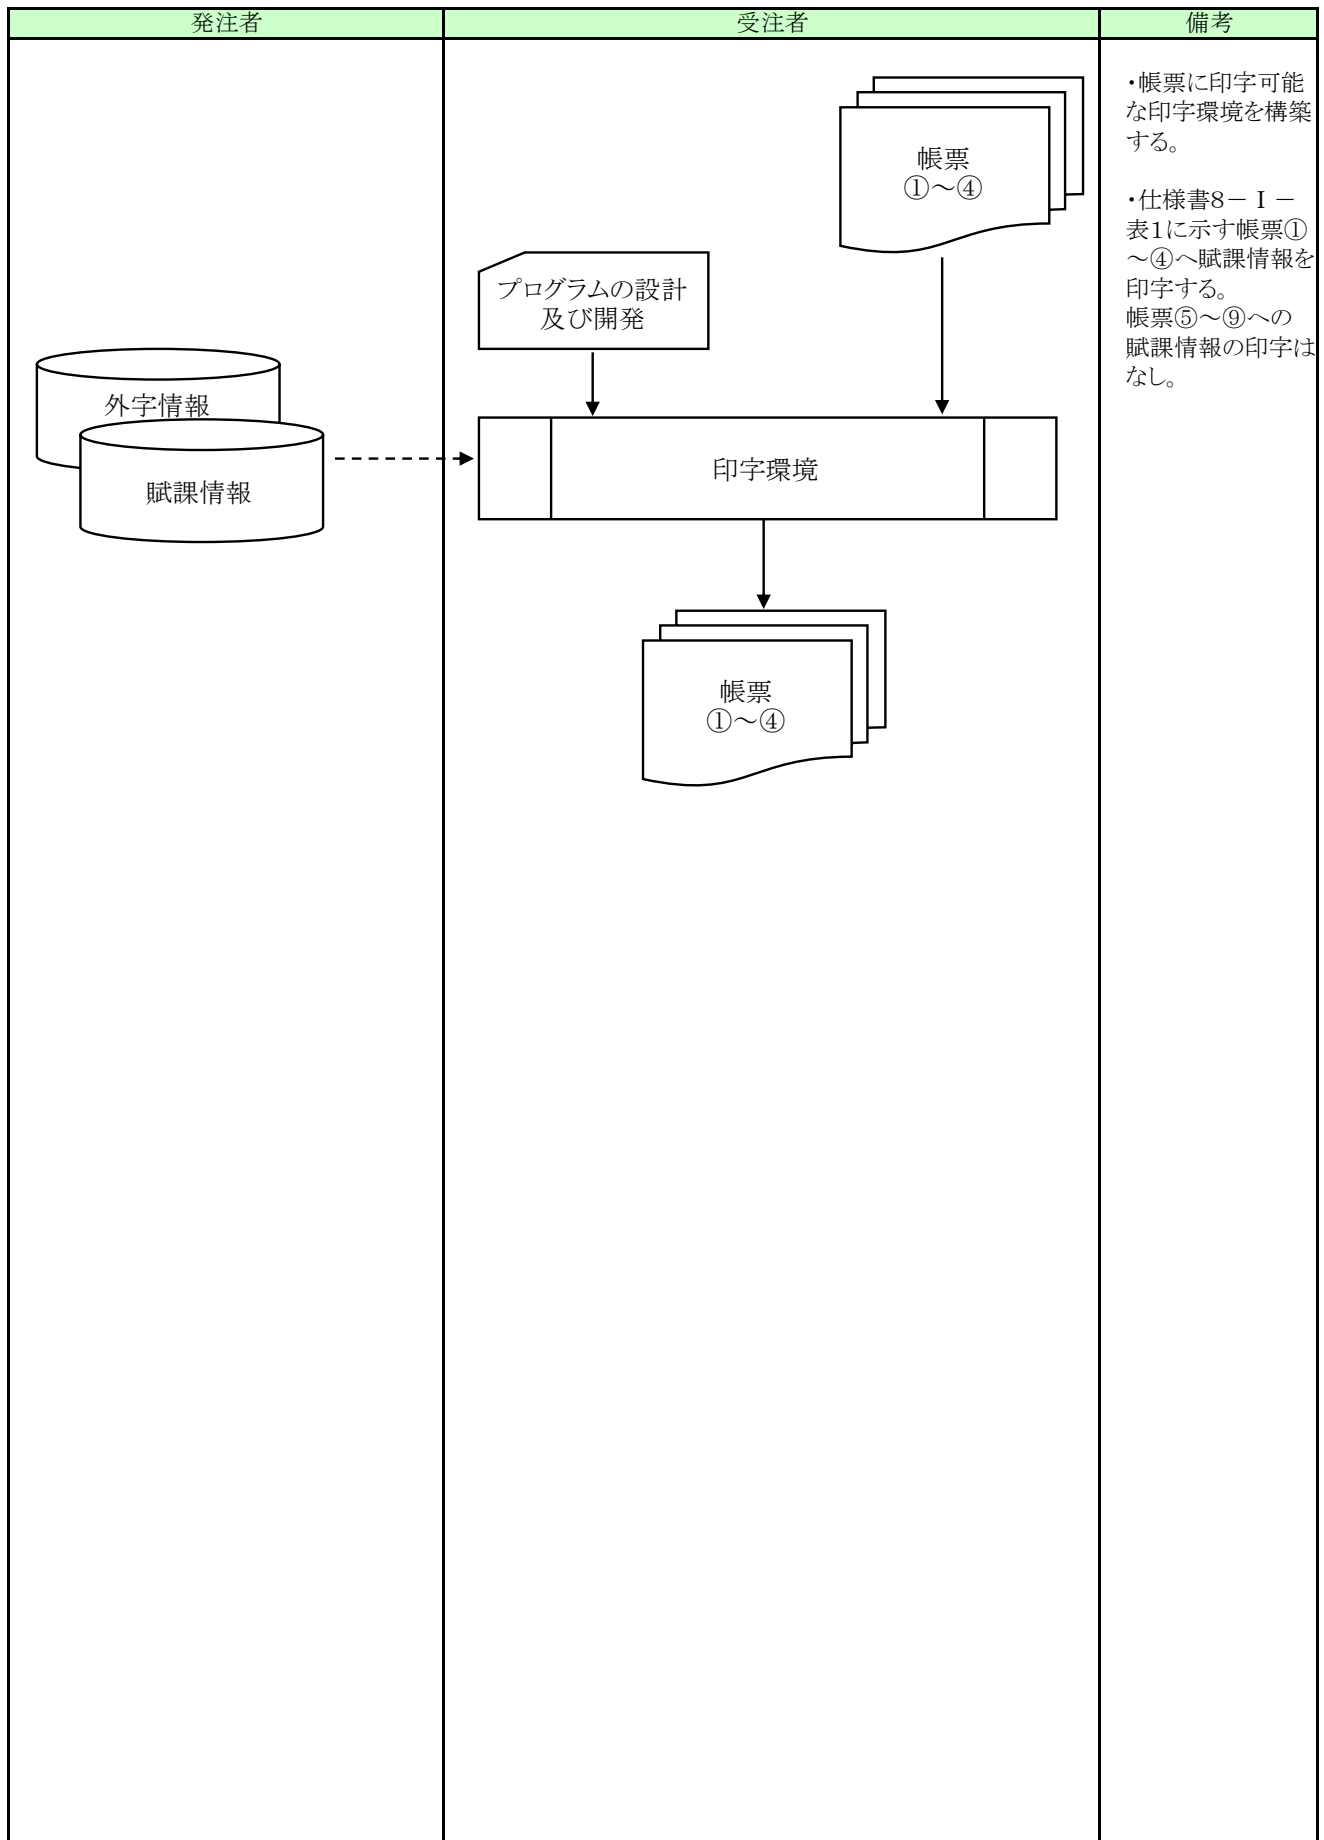 発注者
受注者
備考
帳票
①～④
プログラムの設計
及び開発
外字情報
賦課情報
印字環境
帳票
①～④
・帳票に印字可能
な印字環境を構築
する。
・仕様書8－Ⅰ－
表1に示す帳票①
～④へ賦課情報を
印字する。
帳票⑤～⑨への
賦課情報の印字は
なし。